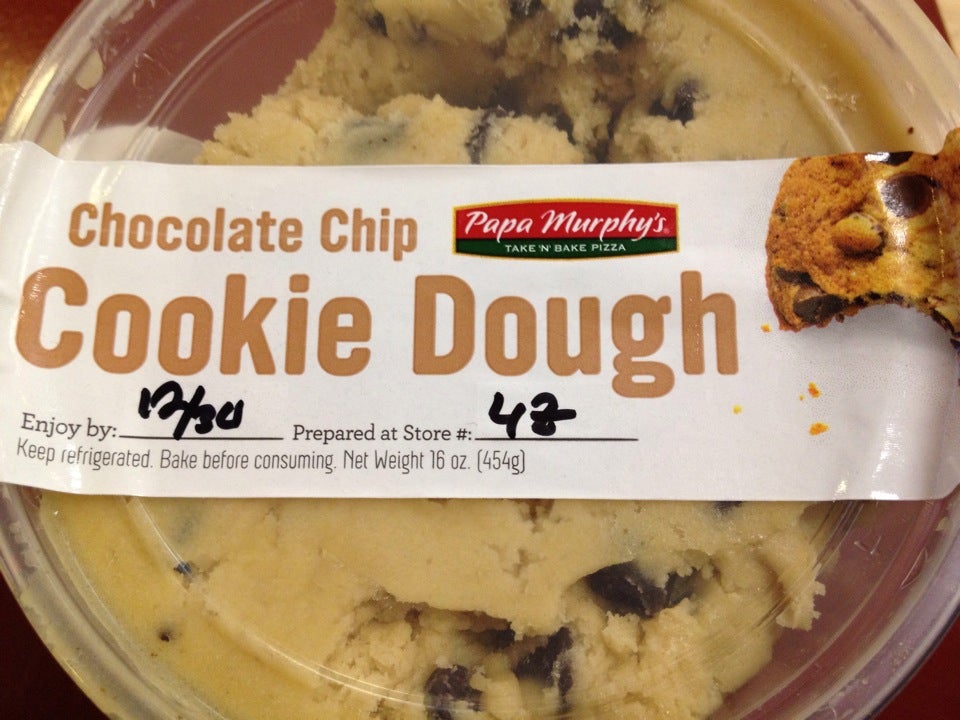 Chocolate Chip
Papa Murphy's
TAKE 'N' BAKE PIZZA
Cookie Dough
Enjoy by: 12/30 Prepared at Store #:
Keep refrigerated. Bake before consuming. Net Weight 16 oz. (454g)